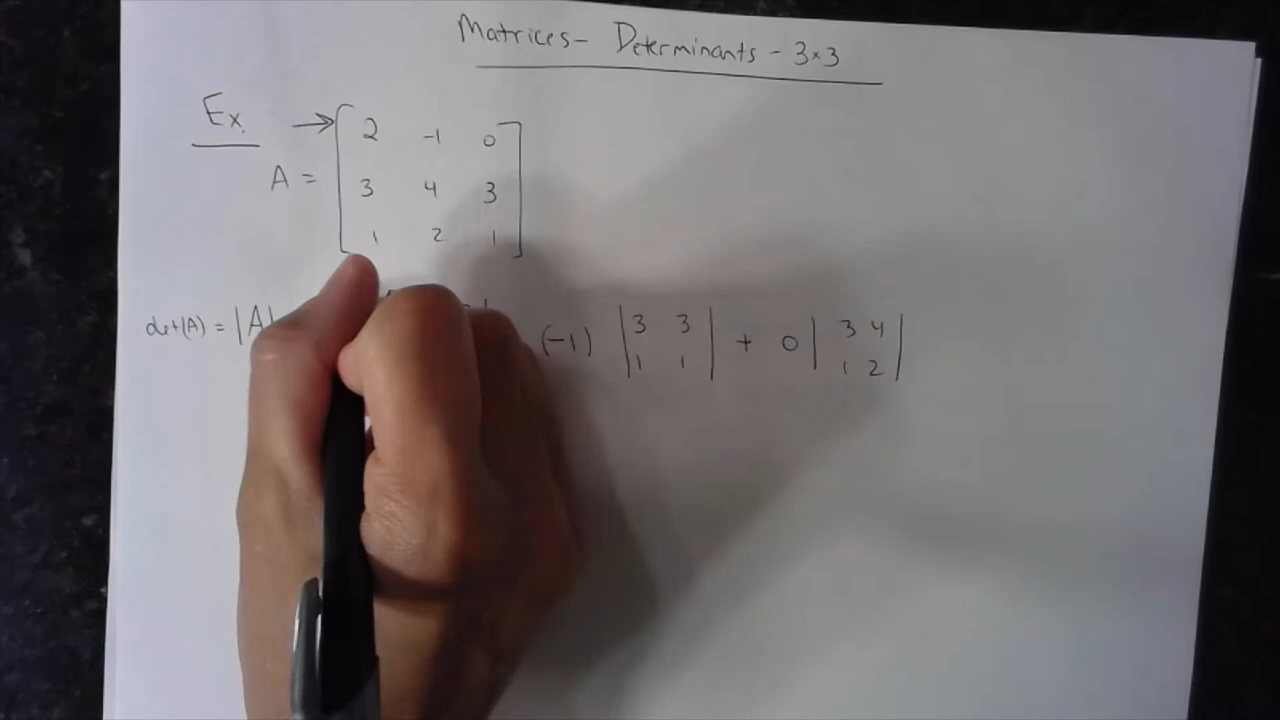 Matrices - Determinants - 3×3
Ex. → 2 -1 0
A = 3 4 3
1 2 1
det(A) = |A| (-1) | 3 3 | + 0 | 3 4 |
1 1 1 2